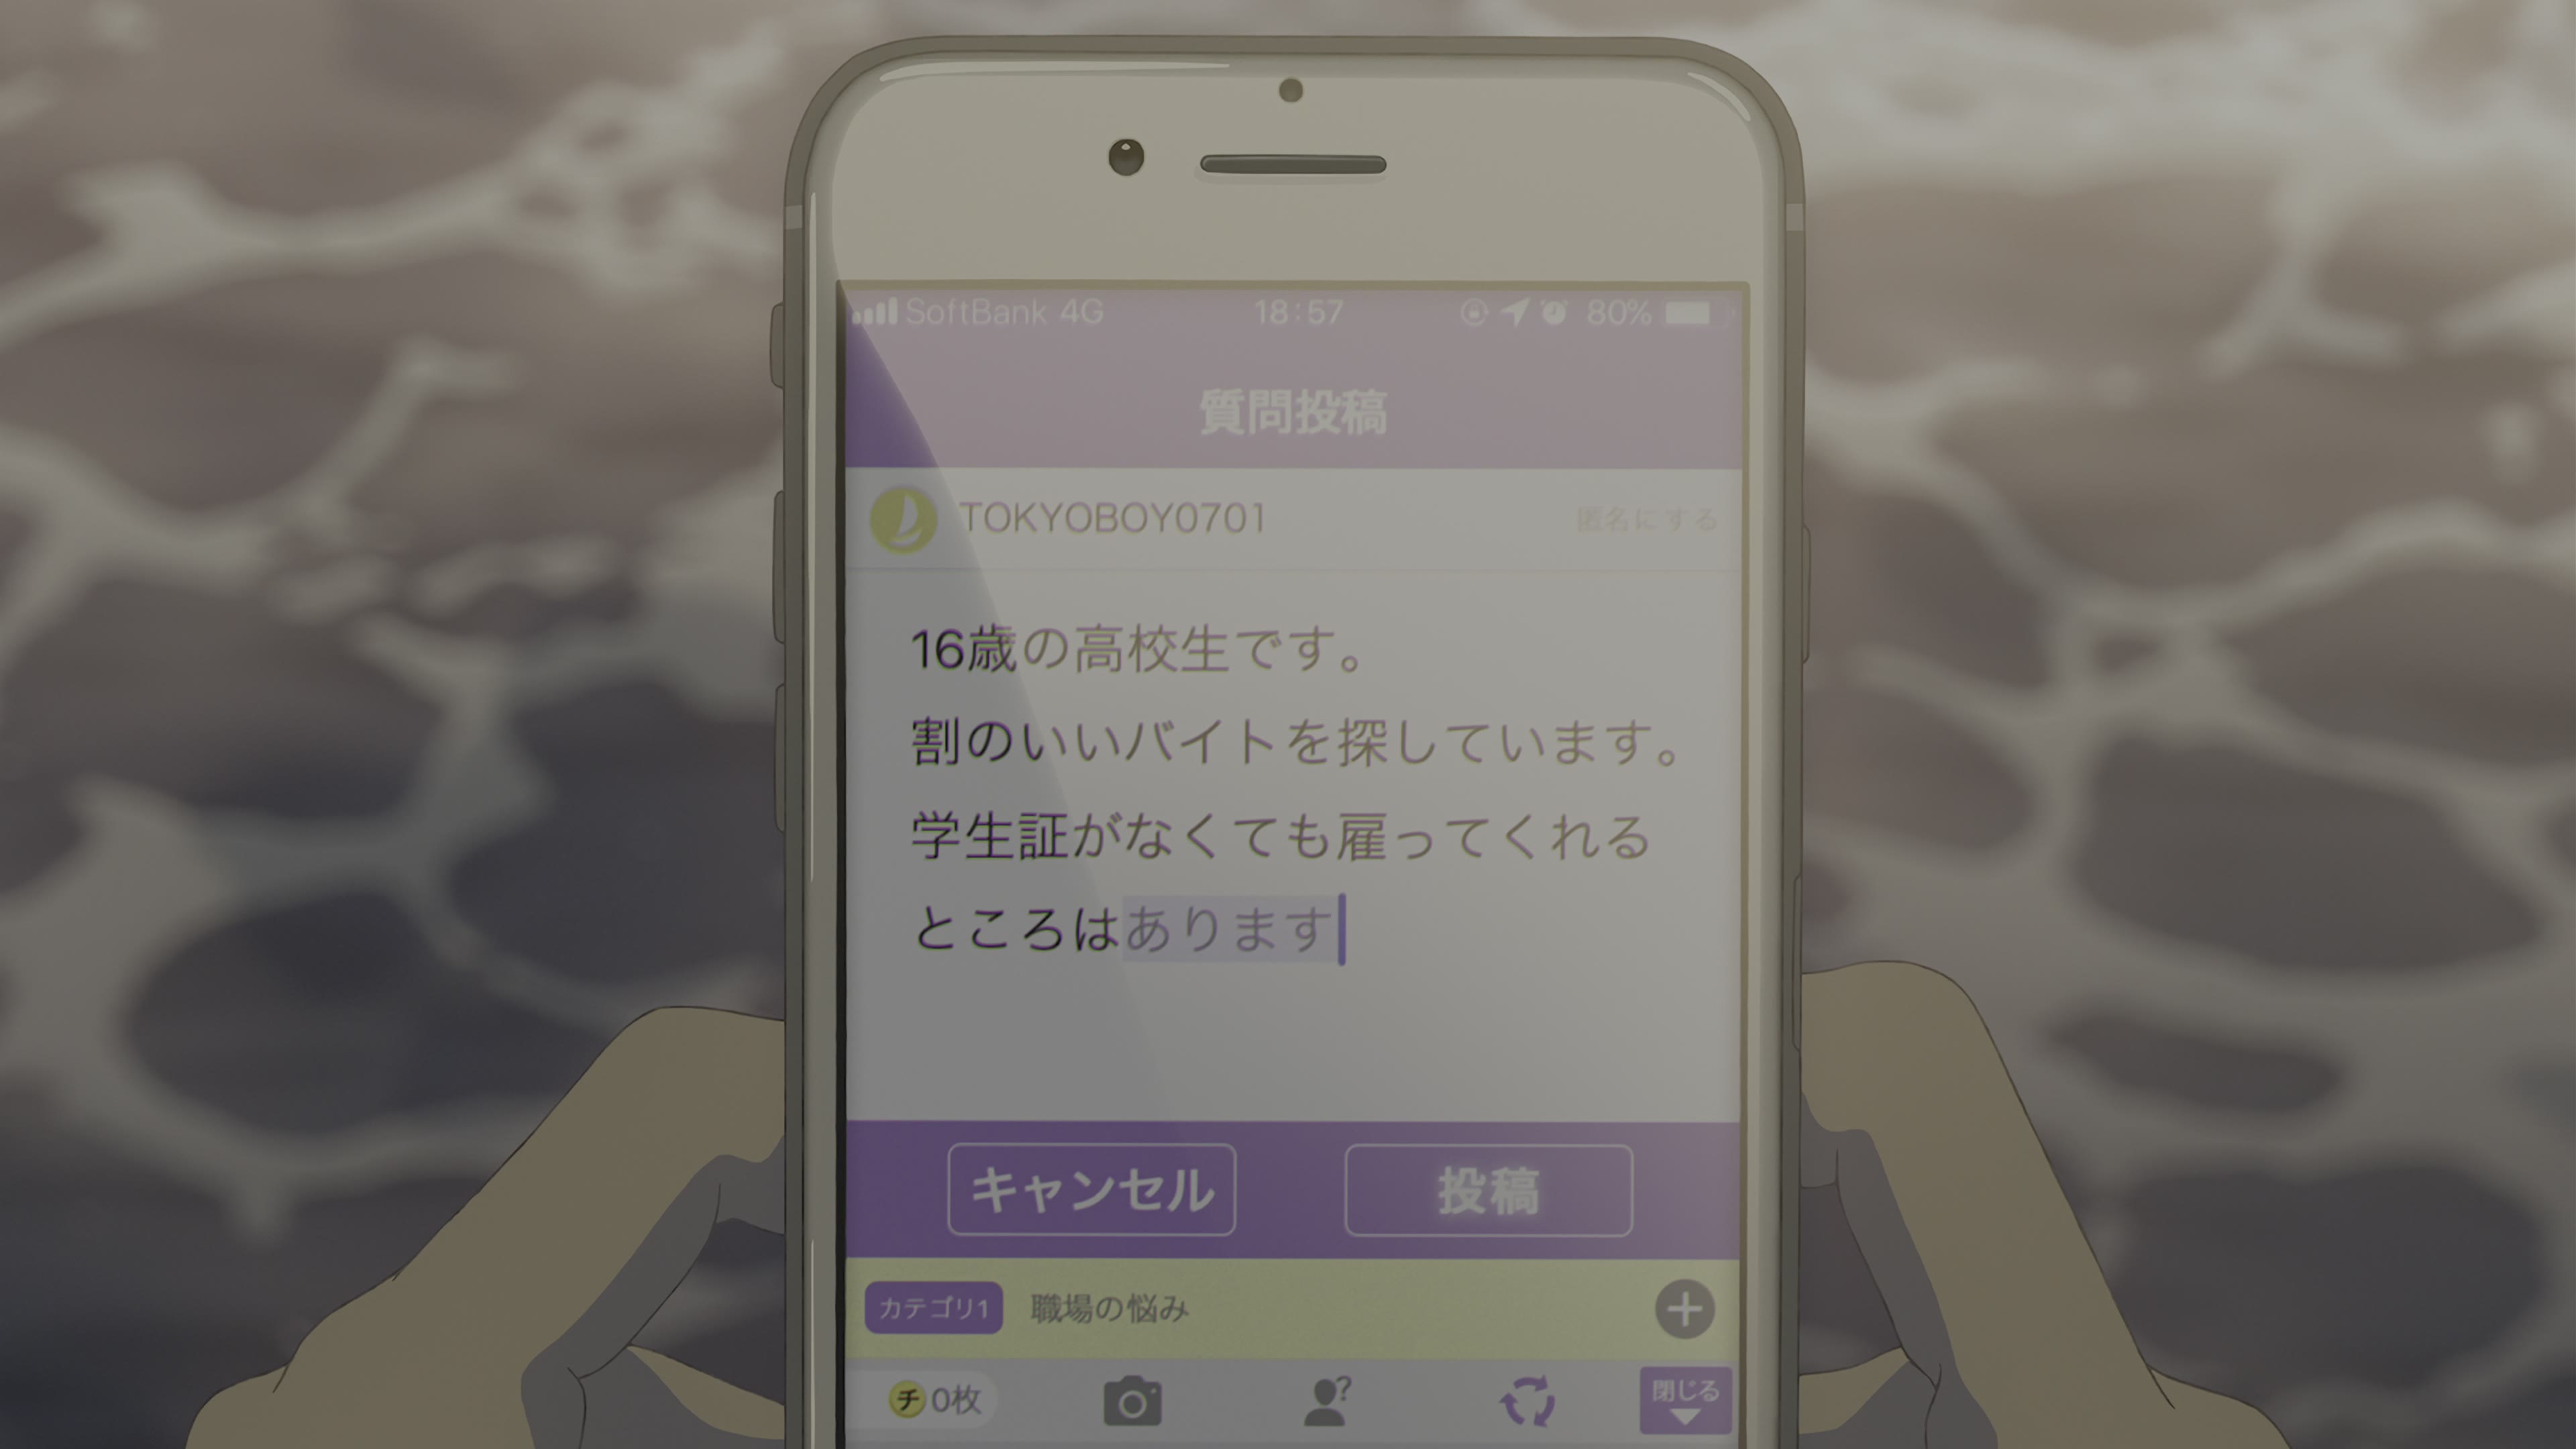 SoftBank 4G 18:57 80%
質問投稿
TOKYOBOY0701 匿名にする
16歳の高校生です。
割のいいバイトを探しています。
学生証がなくても雇ってくれる
ところはあります
キャンセル 投稿
カテゴリ1 職場の悩み
チ 0枚 ? 閉じる